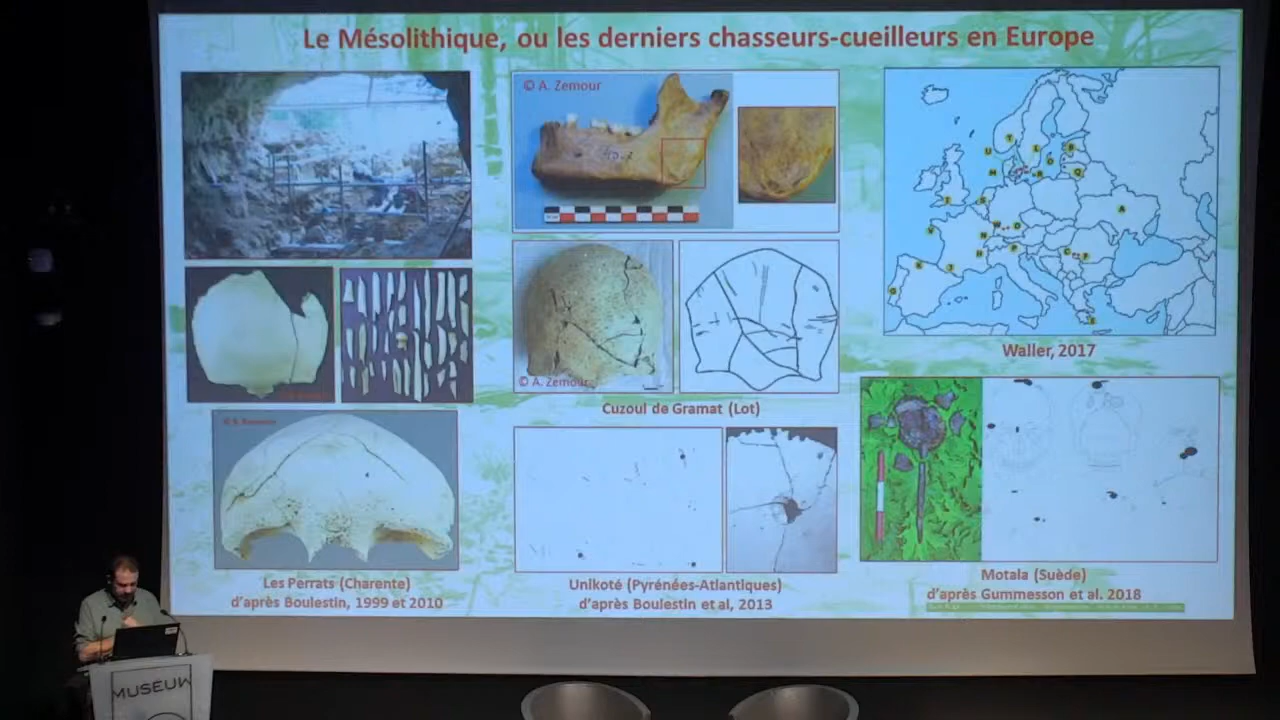 Le Mésolithique, ou les derniers chasseurs-cueilleurs en Europe
© A. Zemour
© A. Zemour
Cuzoul de Gramat (Lot)
Waller, 2017
Les Perrats (Charente)
d'après Boulestin, 1999 et 2010
Unikoté (Pyrénées-Atlantiques)
d'après Boulestin et al, 2013
Motala (Suède)
d'après Gummesson et al. 2018
MUSEUM